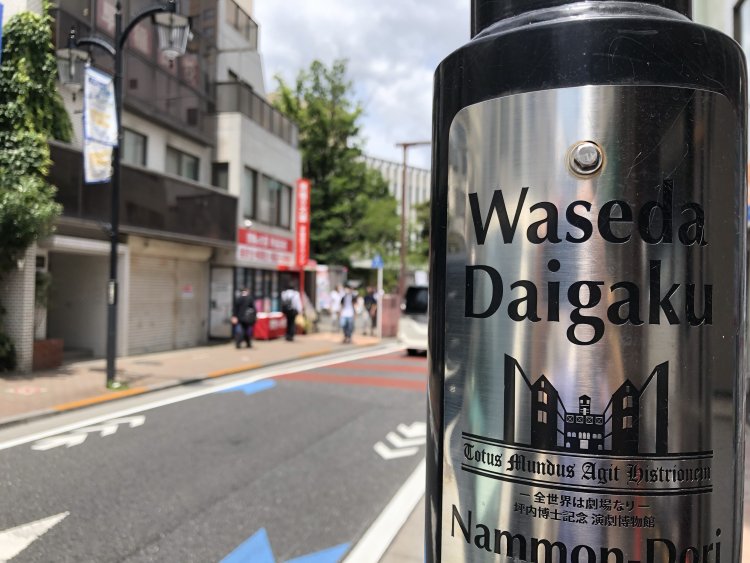 Waseda
Daigaku
Totus Mundus Agit Histrionem
— 全世界は劇場なり —
坪内博士記念 演劇博物館
Nammon-Dori